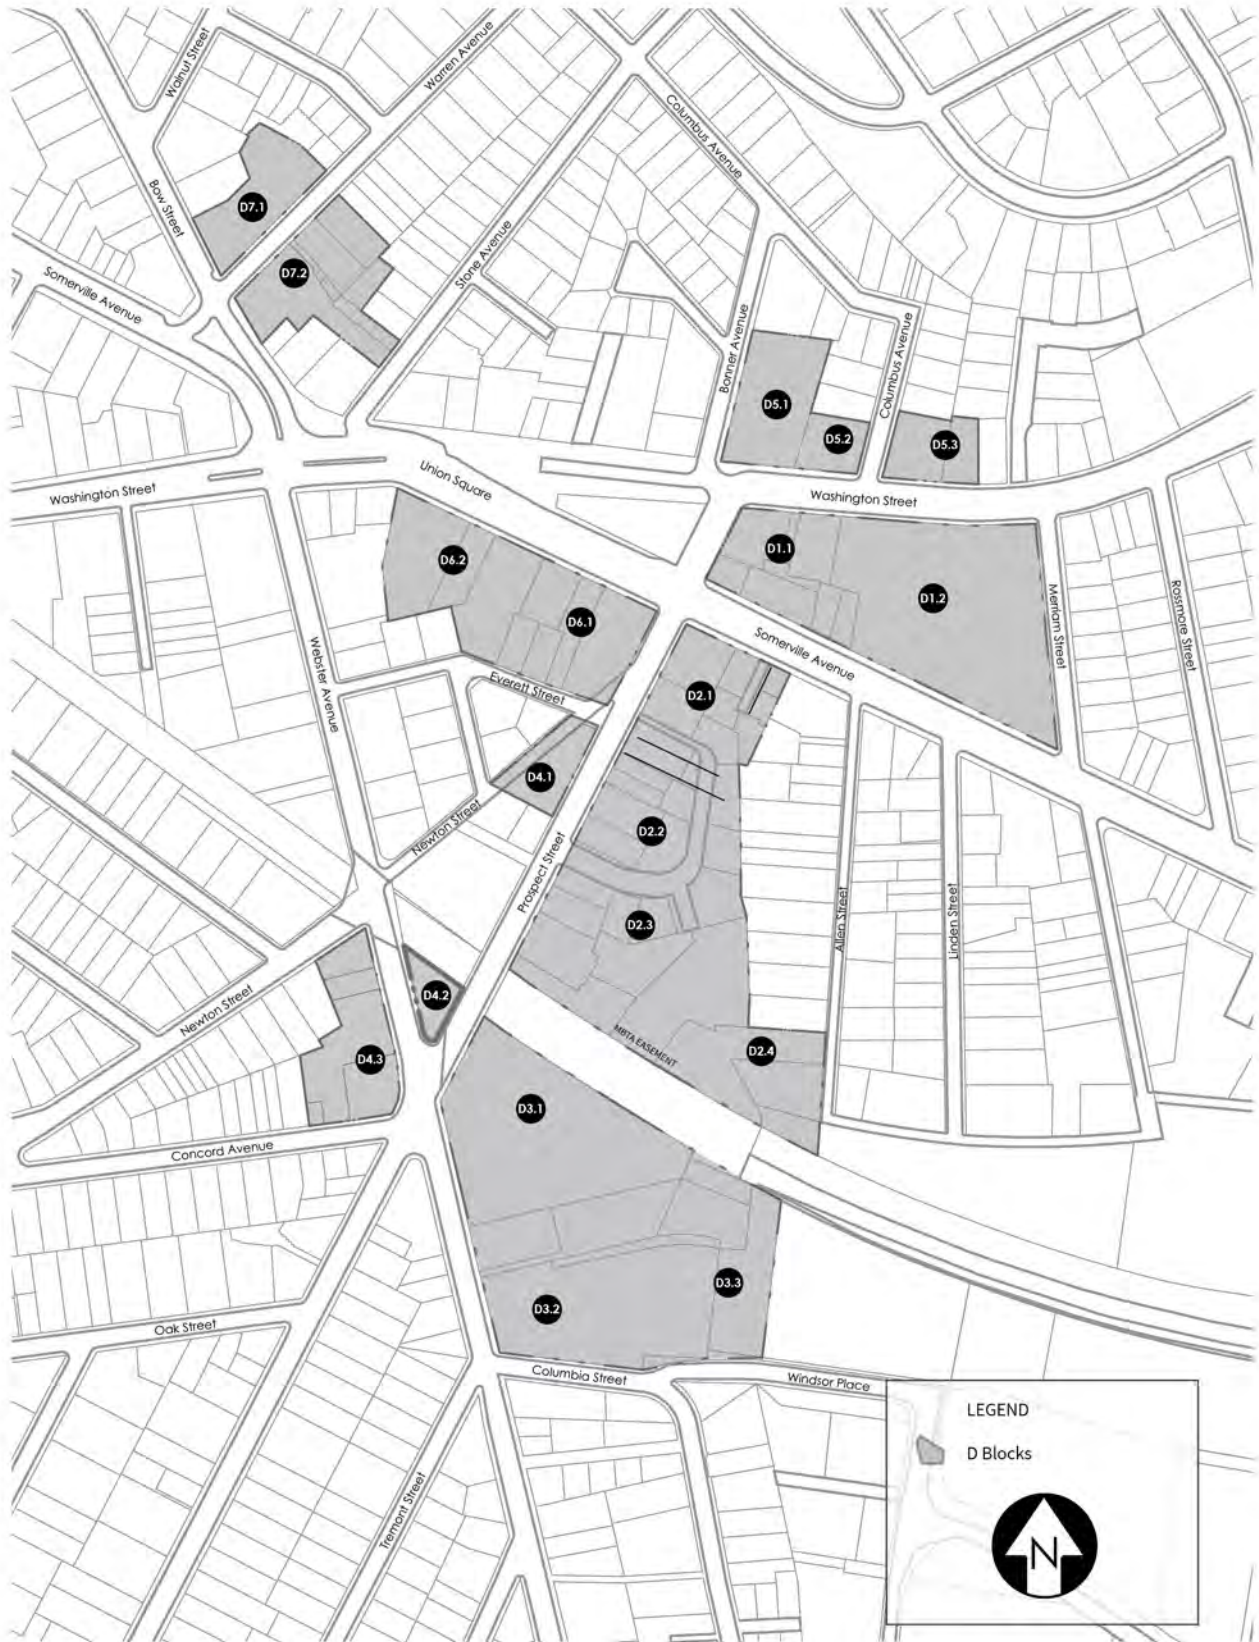 Walnut Street
Warren Avenue
Columbus Avenue
Bow Street
D7.1
Stone Avenue
D7.2
Somerville Avenue
Bonner Avenue
Columbus Avenue
D5.1
D5.2
D5.3
Union Square
Washington Street
Washington Street
D1.1
D6.2
D1.2
D6.1
Merriam Street
Rossmore Street
Somerville Avenue
Webster Avenue
Everett Street
D2.1
D4.1
Newton Street
D2.2
Prospect Street
D2.3
Allen Street
Linden Street
D4.2
Newton Street
MBTA EASEMENT
D2.4
D4.3
D3.1
Concord Avenue
D3.3
D3.2
Oak Street
Columbia Street
Windsor Place
Tremont Street
LEGEND
D Blocks
N